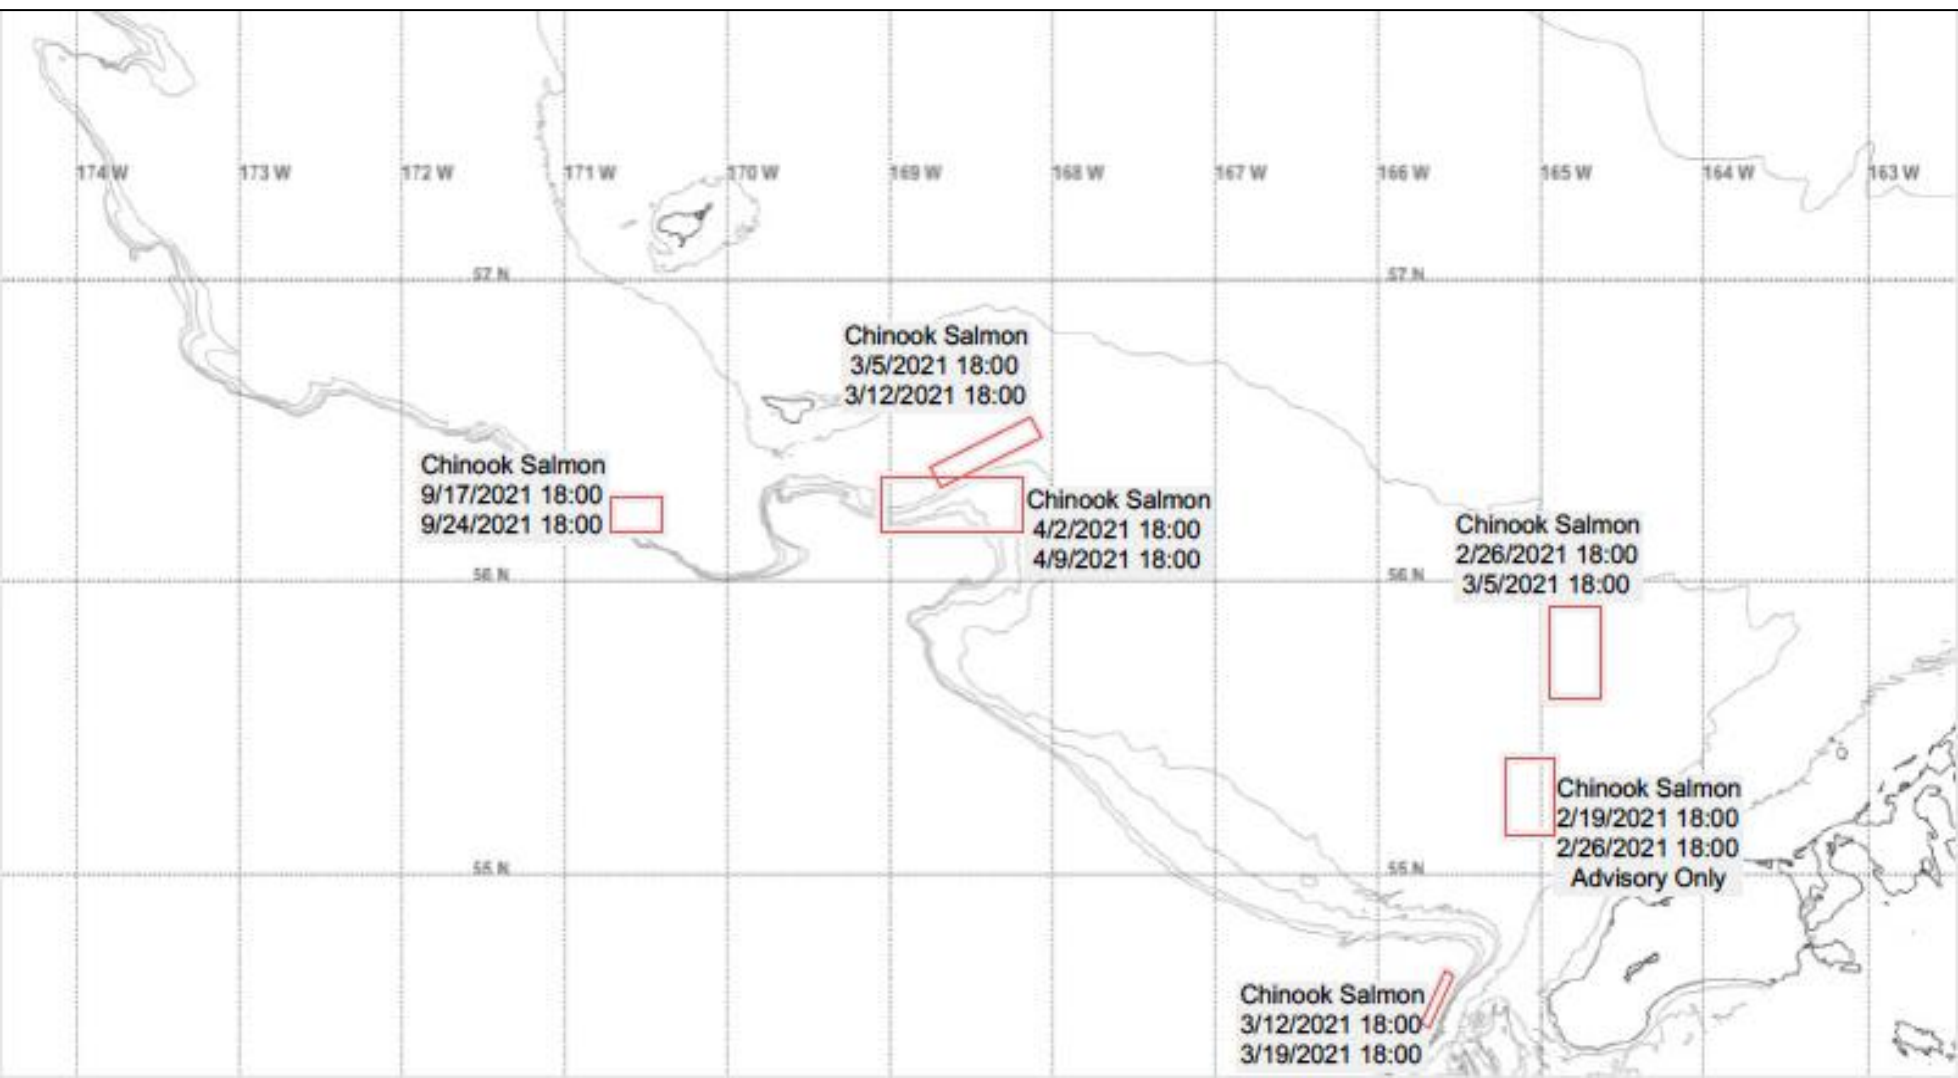 174 W
173 W
172 W
171 W
170 W
169 W
168 W
167 W
166 W
165 W
164 W
163 W
57 N
57 N
Chinook Salmon
3/5/2021 18:00
3/12/2021 18:00
Chinook Salmon
9/17/2021 18:00
9/24/2021 18:00
Chinook Salmon
4/2/2021 18:00
4/9/2021 18:00
Chinook Salmon
2/26/2021 18:00
3/5/2021 18:00
56 N
56 N
Chinook Salmon
2/19/2021 18:00
2/26/2021 18:00
Advisory Only
55 N
55 N
Chinook Salmon
3/12/2021 18:00
3/19/2021 18:00